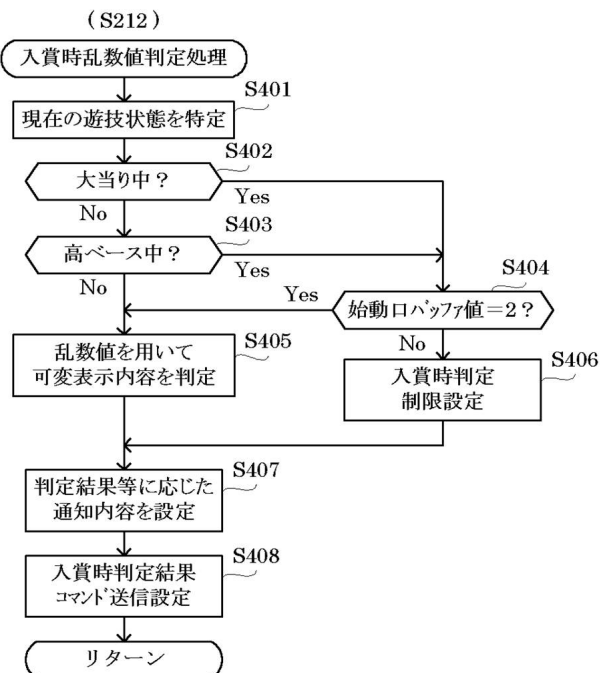 (S212)
入賞時乱数値判定処理
S401
現在の遊技状態を特定
S402
大当り中？
Yes
No
S403
高ベース中？
Yes
No
S404
始動口バッファ値＝2？
Yes
No
S405
乱数値を用いて
可変表示内容を判定
S406
入賞時判定
制限設定
S407
判定結果等に応じた
通知内容を設定
S408
入賞時判定結果
コマンド送信設定
リターン